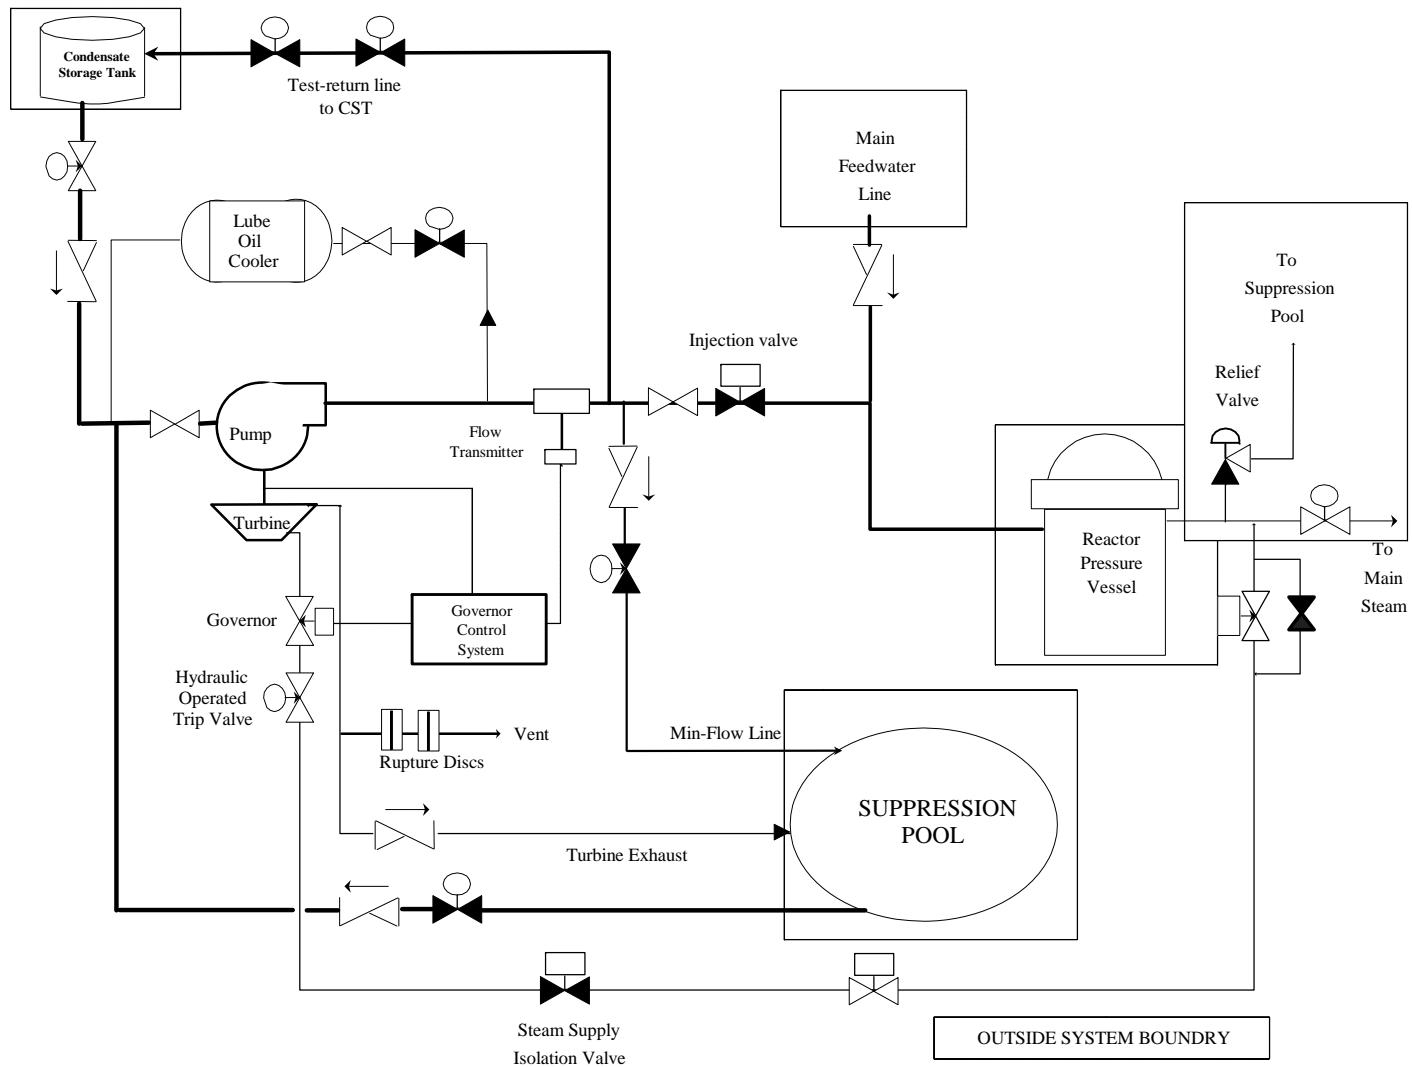 Condensate
Storage Tank
Test-return line
to CST
Main
Feedwater
Line
Lube
Oil
Cooler
To
Suppression
Pool
Injection valve
Relief
Valve
Pump
Flow
Transmitter
Turbine
Reactor
Pressure
Vessel
To
Main
Steam
Governor
Governor
Control
System
Hydraulic
Operated
Trip Valve
Vent
Rupture Discs
Min-Flow Line
SUPPRESSION
POOL
Turbine Exhaust
Steam Supply
Isolation Valve
OUTSIDE SYSTEM BOUNDRY